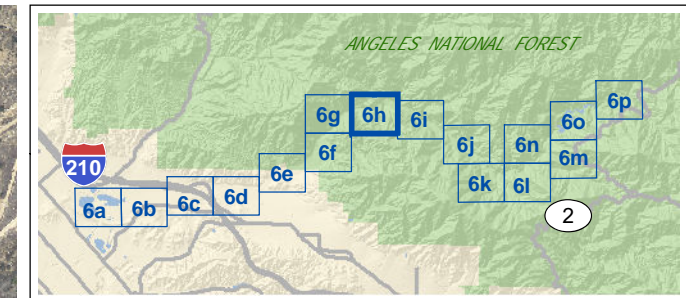 ANGELES NATIONAL FOREST
6p
6g
6h
6i
6o
6j
6n
6f
6m
210
6e
6k
6l
6d
6c
6a
6b
2